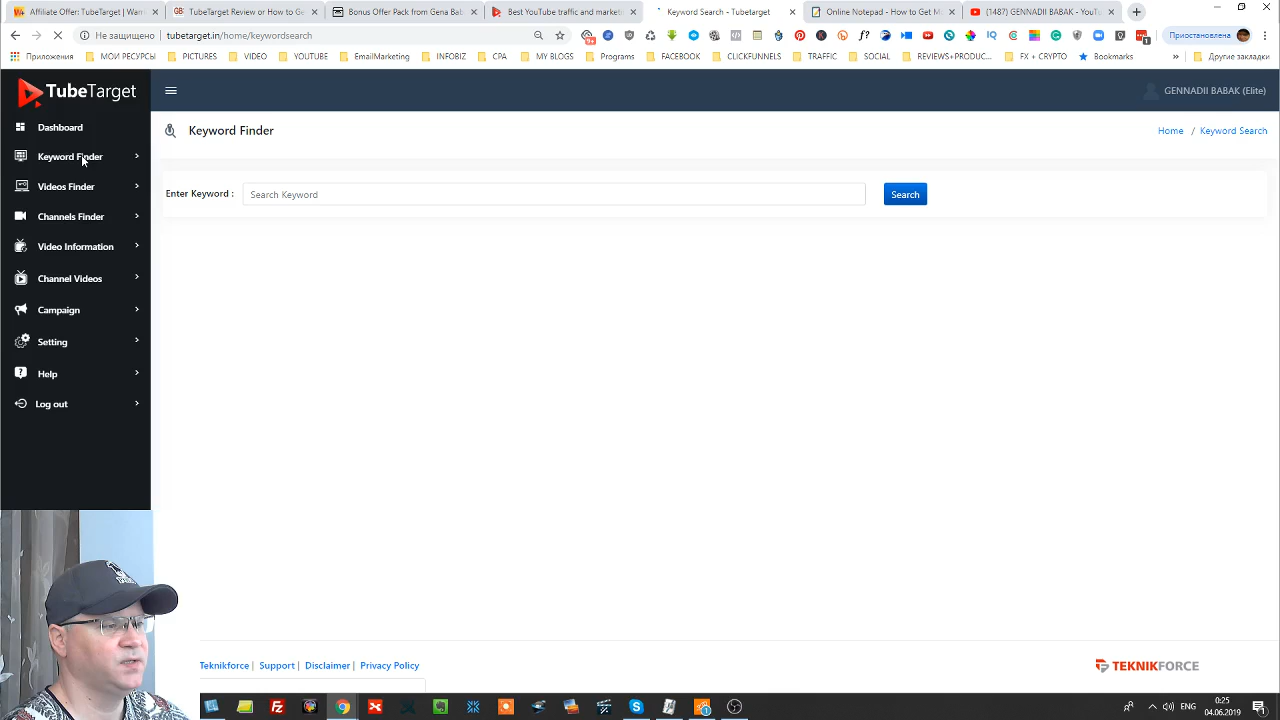 Affiliate Offer: TubeTarget | Wan
TubeTarget Review or How to Ge
Bonus Offer Pack from Gena Bab
Best YouTube traffic and marketi
Keyword Search - Tubetarget
Online Notepad - How to Get M
(1487) GENNADII BABAK - YouTu
Не защищено
tubetarget.in/home/keywordsearch
Приостановлена
Приложения
МОИ РЕСУРСЫ
PICTURES
VIDEO
YOUTUBE
EmailMarketing
INFOBIZ
CPA
MY BLOGS
Programs
FACEBOOK
CLICKFUNNELS
TRAFFIC
SOCIAL
REVIEWS+PRODUC...
FX + CRYPTO
Bookmarks
»
Другие закладки
TubeTarget
GENNADII BABAK (Elite)
Dashboard
Keyword Finder
Videos Finder
Channels Finder
Video Information
Channel Videos
Campaign
Setting
Help
Log out
Keyword Finder
Home / Keyword Search
Enter Keyword :
Search Keyword
Search
Teknikforce | Support | Disclaimer | Privacy Policy
TEKNIKFORCE
ENG
0:25
04.06.2019